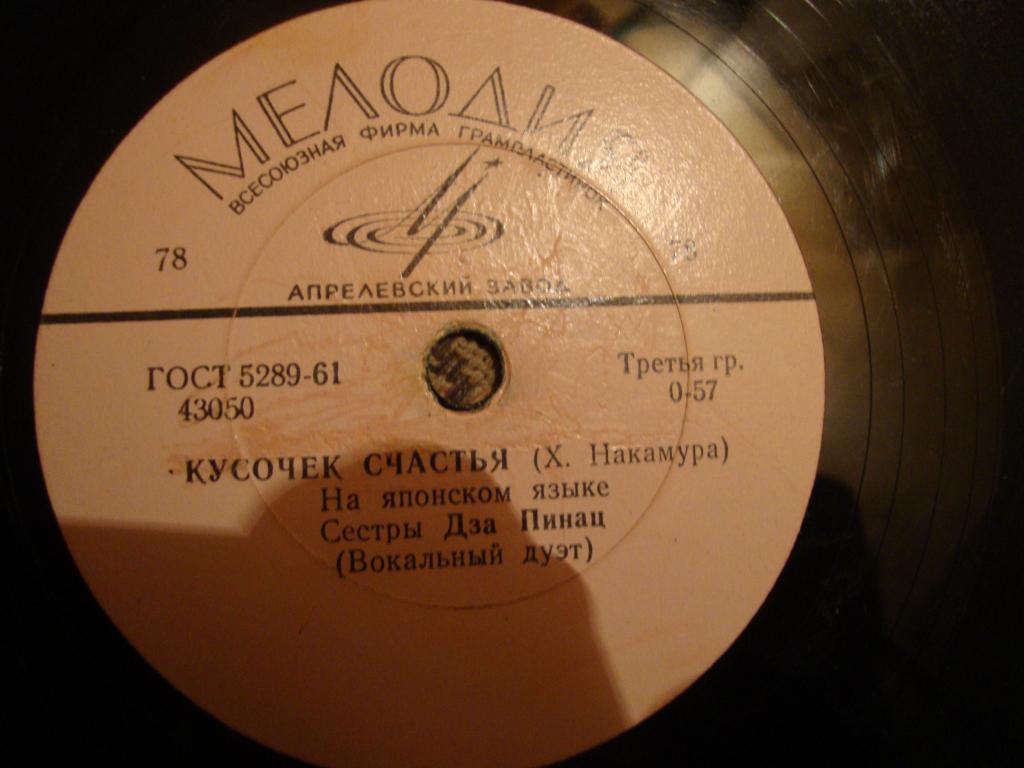 МЕЛОДИЯ
ВСЕСОЮЗНАЯ ФИРМА ГРАМПЛАСТИНОК
78 78
АПРЕЛЕВСКИЙ ЗАВОД
ГОСТ 5289-61 Третья гр.
43050 0-57
КУСОЧЕК СЧАСТЬЯ (Х. Накамура)
На японском языке
Сестры Дза Пинац
(Вокальный дуэт)